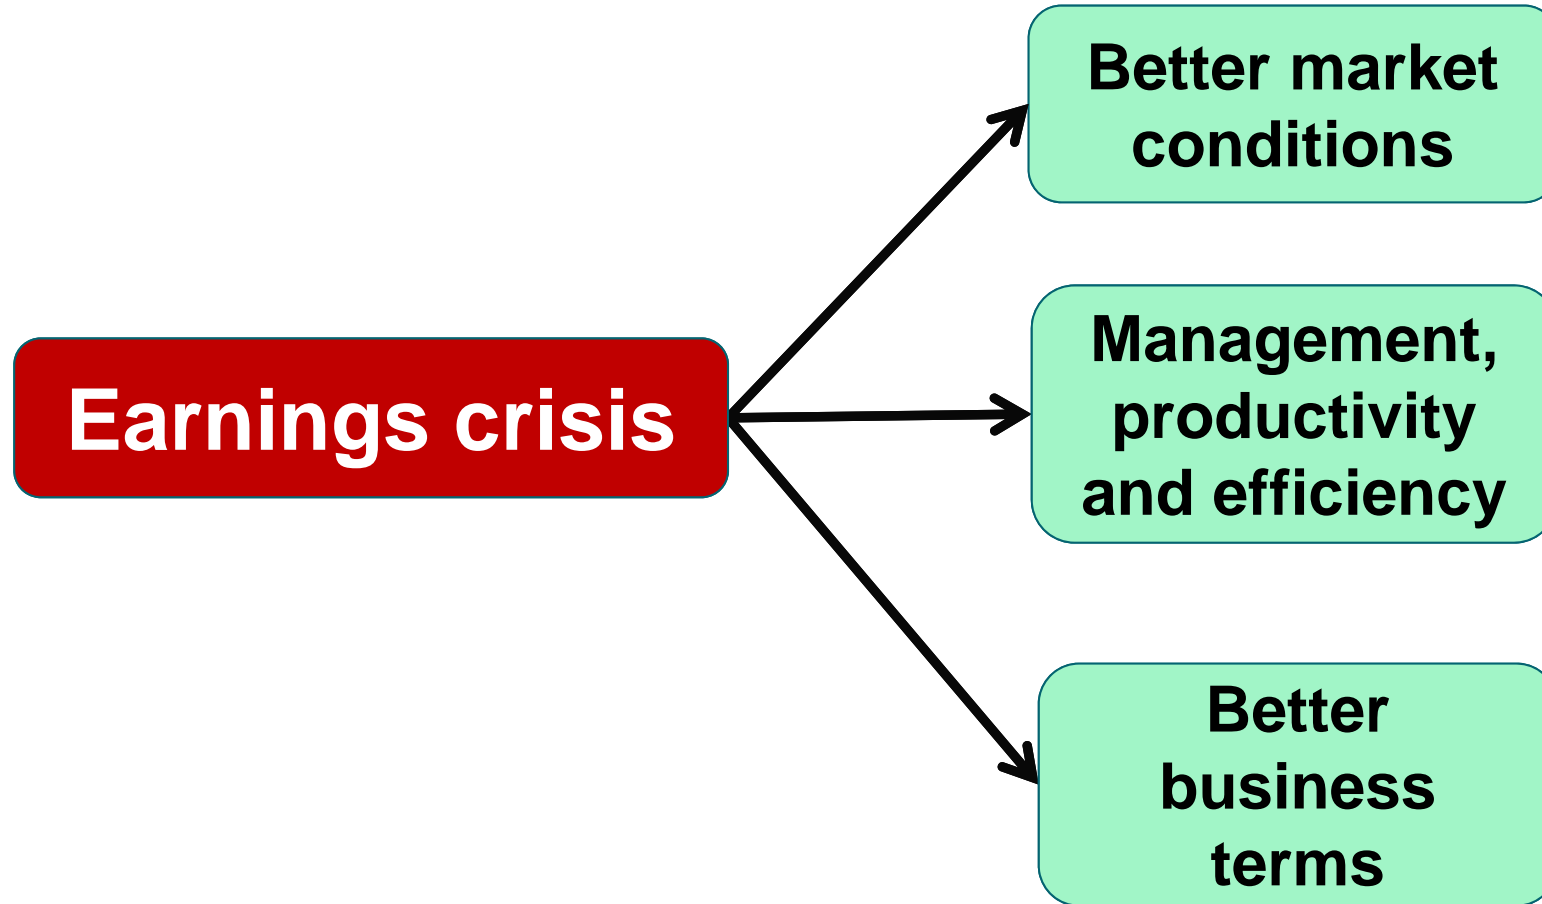 Better market
conditions
Earnings crisis
Management,
productivity
and efficiency
Better
business
terms